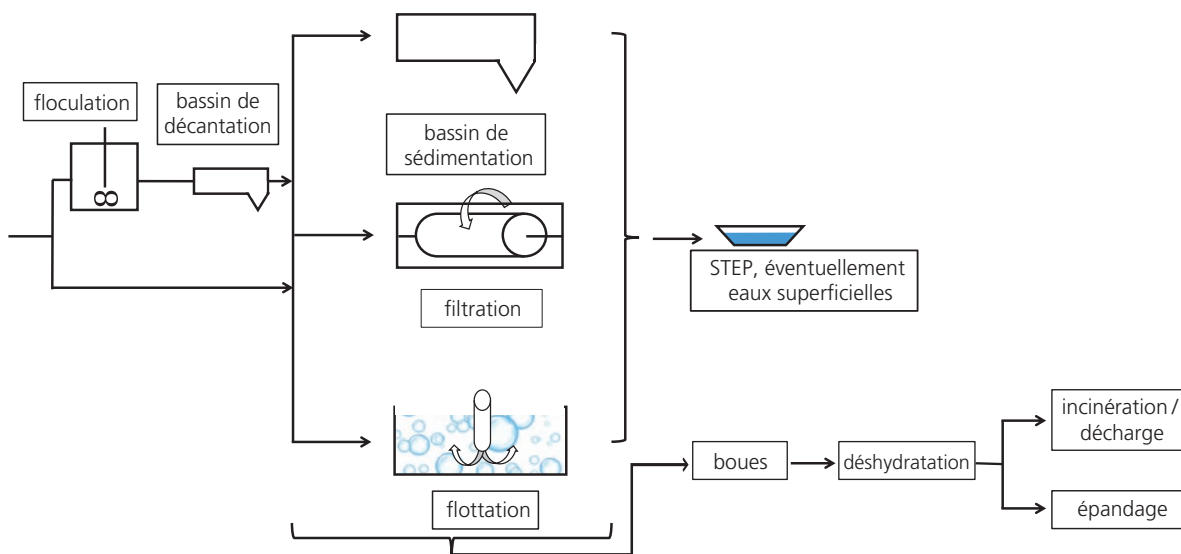 floculation
bassin de
décantation
bassin de
sédimentation
filtration
STEP, éventuellement
eaux superficielles
flottation
boues
déshydratation
incinération /
décharge
épandage